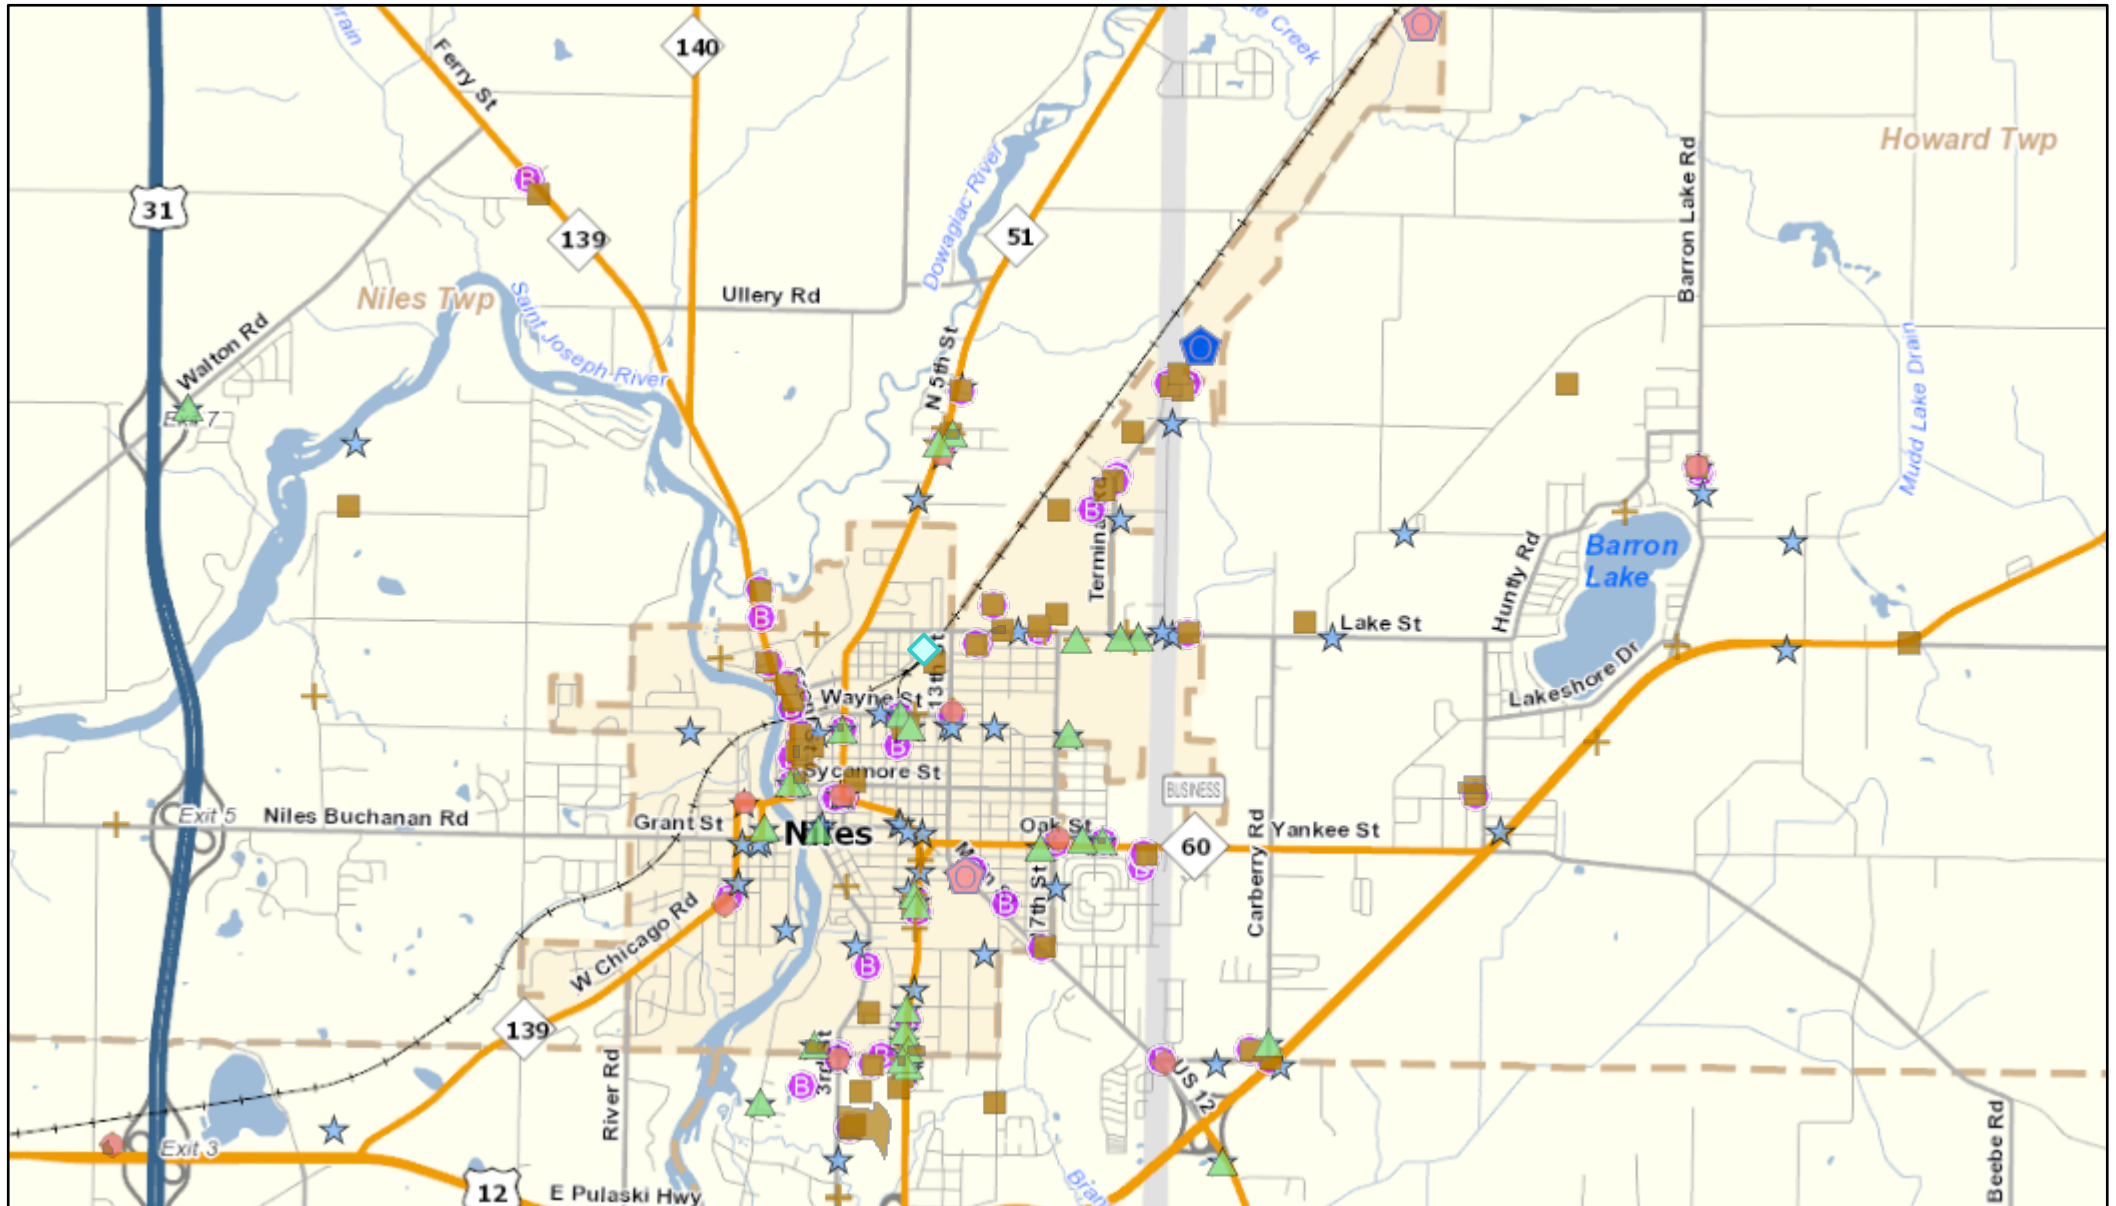 31
Ferry St
140
139
Dowagiac River
51
Creek
Howard Twp
Barron Lake Rd
Niles Twp
Saint Joseph River
Ullery Rd
Walton Rd
N 5th St
Mudd Lake Drain
B
B
B
Huntly Rd
Barron
Lake
Lake St
Lakeshore Dr
Wayne St
13th St
B
Sycamore St
BUSINESS
Exit 5
Niles Buchanan Rd
Grant St
Niles
Oak St
60
Yankee St
Carberry Rd
17th St
B
B
W Chicago Rd
139
River Rd
3rd St
B
US 12
Exit 3
12
E Pulaski Hwy
Beebe Rd